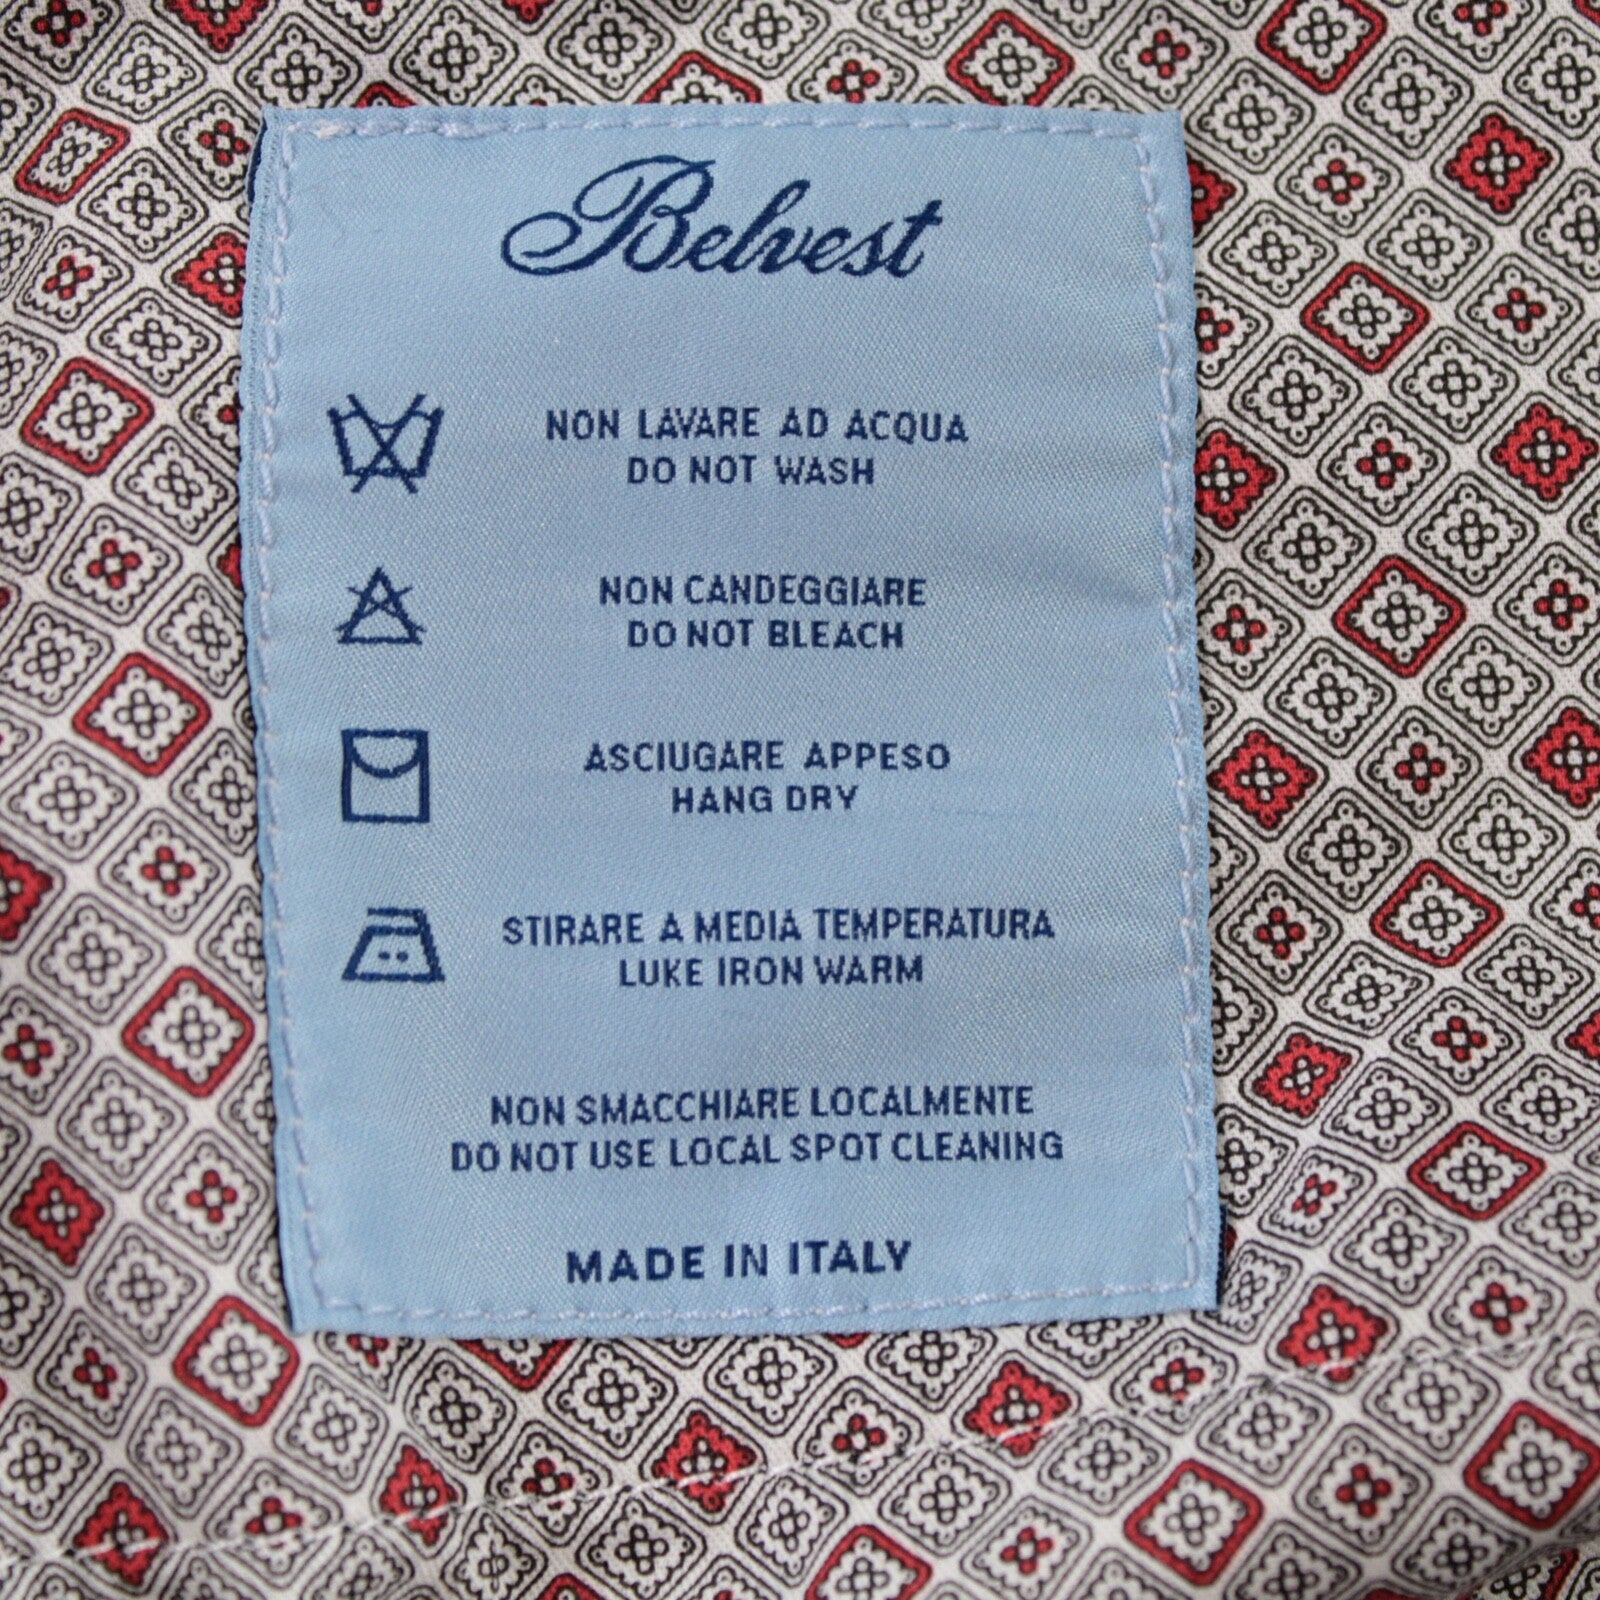 Belvest
NON LAVARE AD ACQUA
DO NOT WASH
NON CANDEGGIARE
DO NOT BLEACH
ASCIUGARE APPESO
HANG DRY
STIRARE A MEDIA TEMPERATURA
LUKE IRON WARM
NON SMACCHIARE LOCALMENTE
DO NOT USE LOCAL SPOT CLEANING
MADE IN ITALY